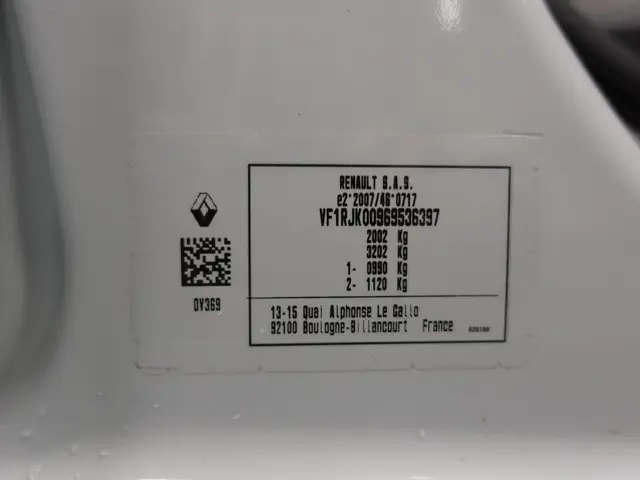 RENAULT S.A.S.
e2*2007/46*0717
VF1RJK00969536397
2002 Kg
3202 Kg
1- 0990 Kg
2- 1120 Kg
0V369
13-15 Quai Alphonse Le Gallo
92100 Boulogne-Billancourt France